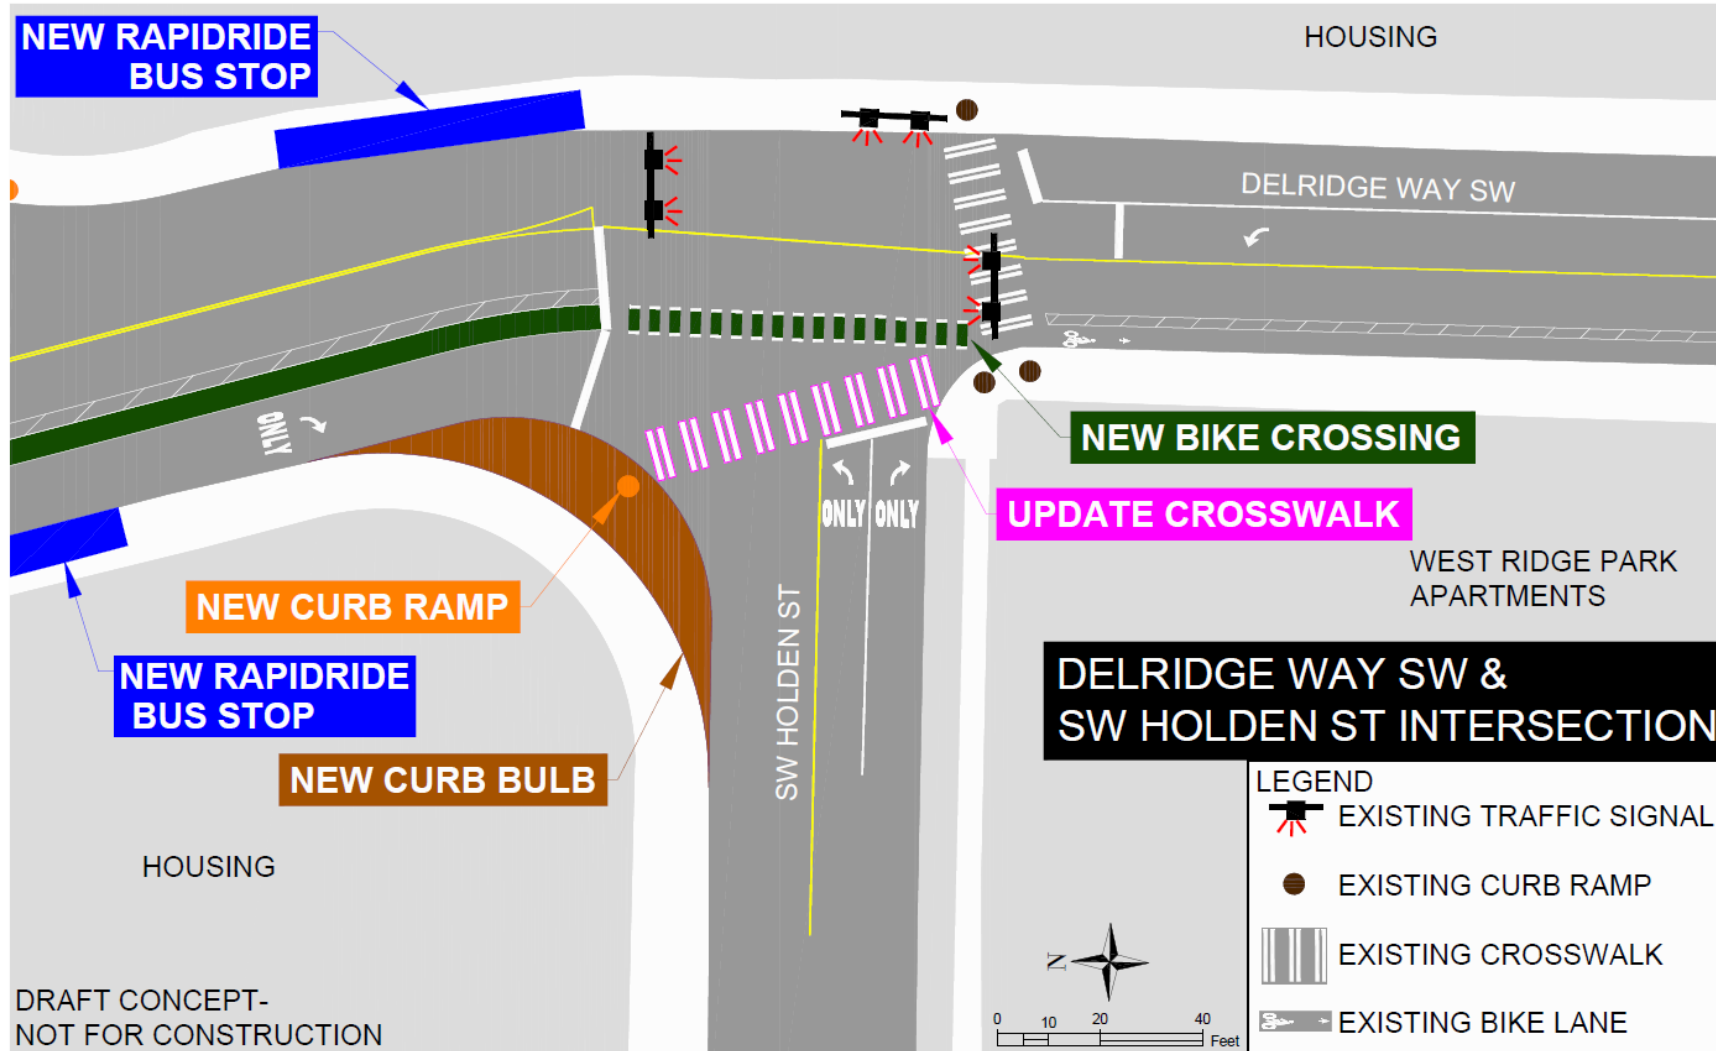 NEW RAPIDRIDE
BUS STOP
HOUSING
DELRIDGE WAY SW
ONLY
NEW BIKE CROSSING
UPDATE CROSSWALK
ONLY ONLY
WEST RIDGE PARK
APARTMENTS
NEW CURB RAMP
SW HOLDEN ST
NEW RAPIDRIDE
BUS STOP
NEW CURB BULB
DELRIDGE WAY SW &
SW HOLDEN ST INTERSECTION
LEGEND
EXISTING TRAFFIC SIGNAL
EXISTING CURB RAMP
EXISTING CROSSWALK
EXISTING BIKE LANE
HOUSING
N
0 10 20 40
Feet
DRAFT CONCEPT-
NOT FOR CONSTRUCTION